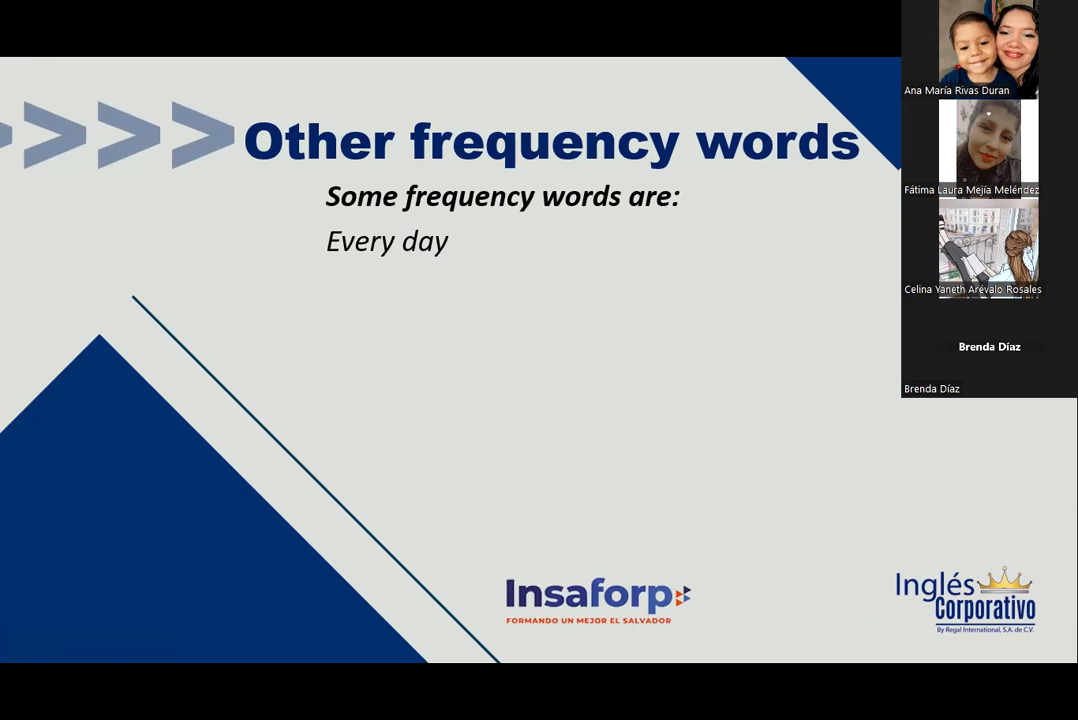 Other frequency words
Some frequency words are:
Every day
Insaforp
FORMANDO UN MEJOR EL SALVADOR
Inglés
Corporativo
By Regal International, S.A. de C.V.
Ana María Rivas Duran
Fátima Laura Mejía Meléndez
Celina Yaneth Arévalo Rosales
Brenda Díaz
Brenda Díaz